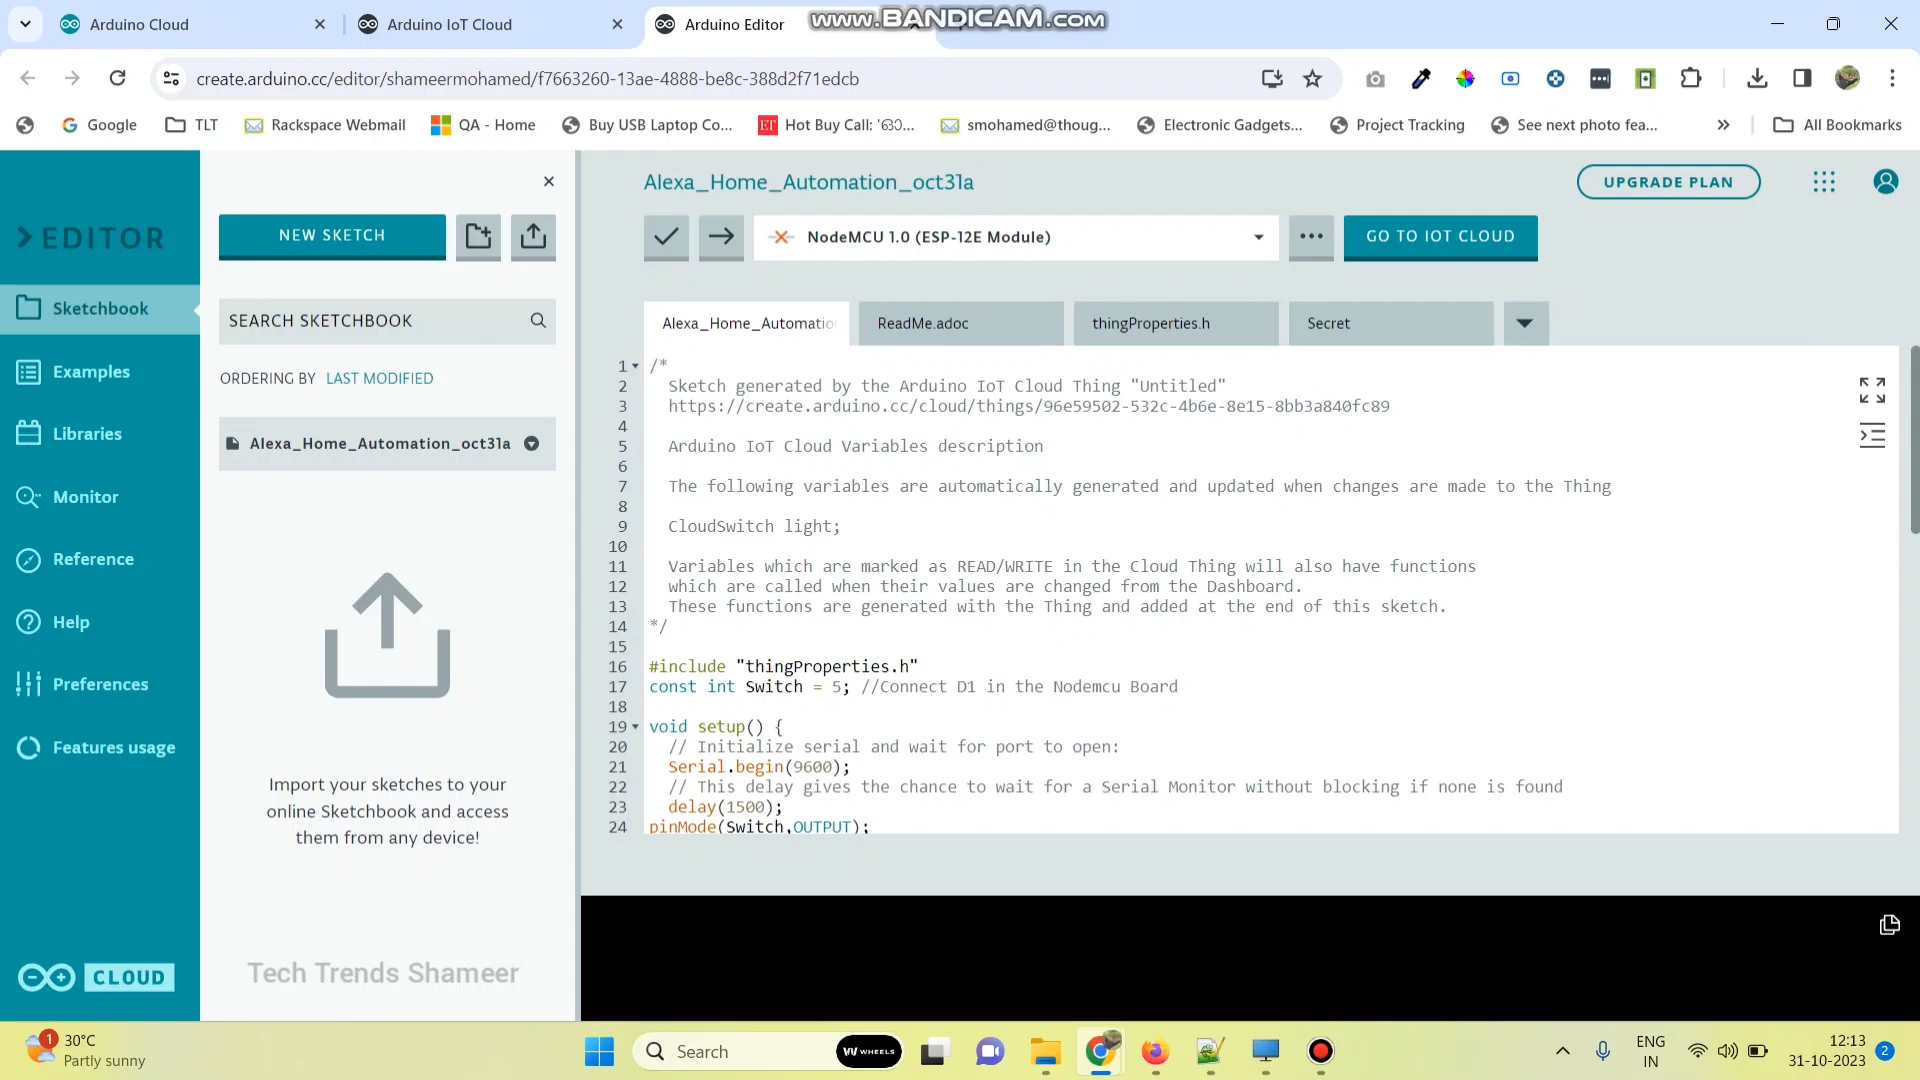 Arduino Cloud
Arduino IoT Cloud
Arduino Editor
www.BANDICAM.com
create.arduino.cc/editor/shameermohamed/f7663260-13ae-4888-be8c-388d2f71edcb
Google
TLT
Rackspace Webmail
QA - Home
Buy USB Laptop Co...
ET
Hot Buy Call: 
smohamed@thoug...
Electronic Gadgets...
Project Tracking
See next photo fea...
All Bookmarks
EDITOR
Sketchbook
Examples
Libraries
Monitor
Reference
Help
Preferences
Features usage
CLOUD
NEW SKETCH
SEARCH SKETCHBOOK
ORDERING BY LAST MODIFIED
Alexa_Home_Automation_oct31a
Import your sketches to your
online Sketchbook and access
them from any device!
Tech Trends Shameer
Alexa_Home_Automation_oct31a
UPGRADE PLAN
NodeMCU 1.0 (ESP-12E Module)
GO TO IOT CLOUD
Alexa_Home_Automatio
ReadMe.adoc
thingProperties.h
Secret
1 /*
2 Sketch generated by the Arduino IoT Cloud Thing "Untitled"
3 https://create.arduino.cc/cloud/things/96e59502-532c-4b6e-8e15-8bb3a840fc89
4
5 Arduino IoT Cloud Variables description
6
7 The following variables are automatically generated and updated when changes are made to the Thing
8
9 CloudSwitch light;
10
11 Variables which are marked as READ/WRITE in the Cloud Thing will also have functions
12 which are called when their values are changed from the Dashboard.
13 These functions are generated with the Thing and added at the end of this sketch.
14 */
15
16 #include "thingProperties.h"
17 const int Switch = 5; //Connect D1 in the Nodemcu Board
18
19 void setup() {
20 // Initialize serial and wait for port to open:
21 Serial.begin(9600);
22 // This delay gives the chance to wait for a Serial Monitor without blocking if none is found
23 delay(1500);
24 pinMode(Switch,OUTPUT);
1
30°C
Partly sunny
Search
WHEELS
ENG
IN
12:13
31-10-2023
2